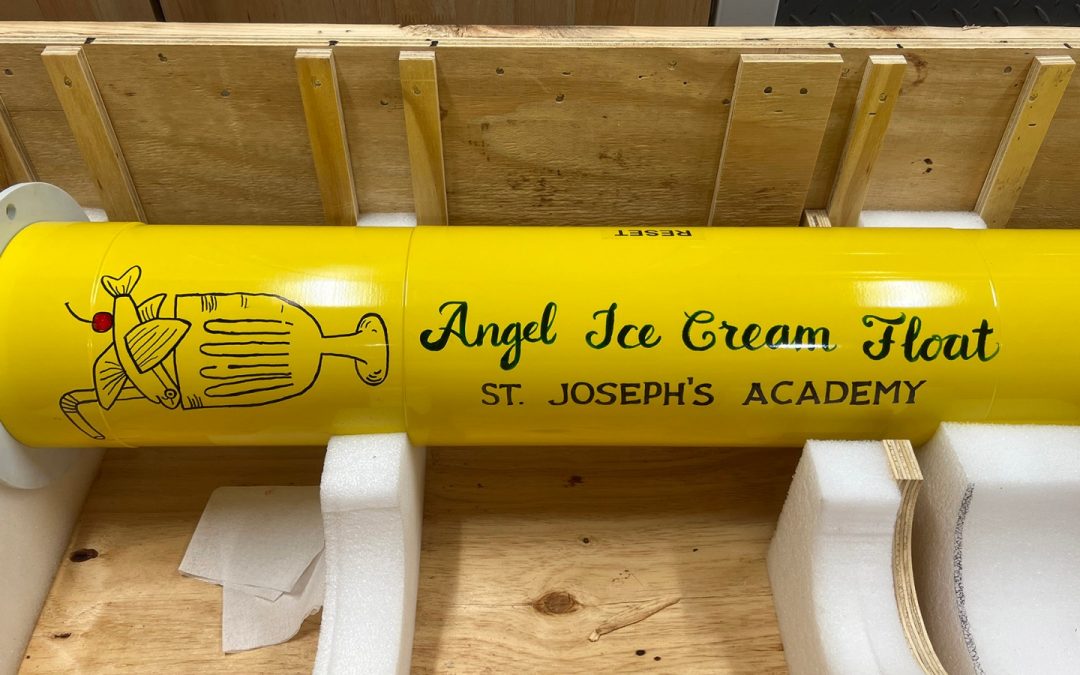 RESET
Angel Ice Cream Float
ST. JOSEPH'S ACADEMY